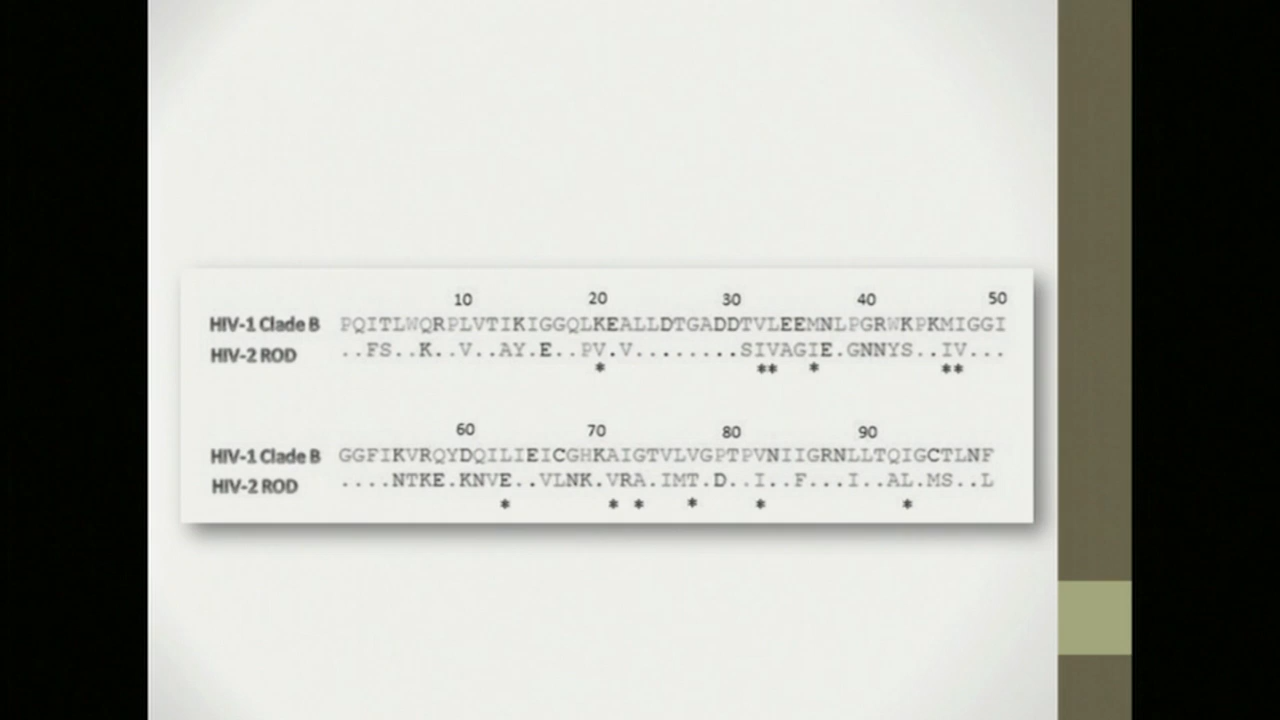 10 20 30 40 50
HIV-1 Clade B PQITLWQRPLVTIKIGGQLKEALLDTGADDTVLEEMNLPGRWKPKMIGGI
HIV-2 ROD ..FS..K..V..AY.E..PV.V........SIVAGIE.GNNYS..IV...
* ** * **
60 70 80 90
HIV-1 Clade B GGFIKVRQYDQILIEICGHKAIGTVLVGPTPVNIIGRNLLTQIGCTLNF
HIV-2 ROD ....NTKE.KNVE..VLNK.VRA.IMT.D..I..F...I..AL.MS..L
* * * * * *